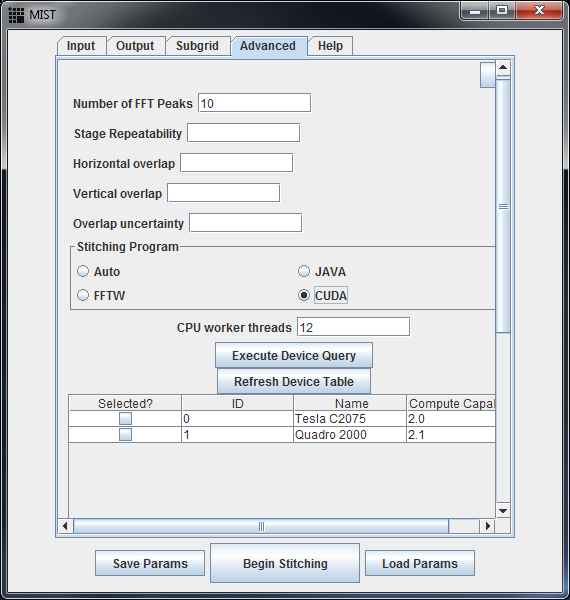 MIST
Input Output Subgrid Advanced Help
Number of FFT Peaks 10
Stage Repeatability
Horizontal overlap
Vertical overlap
Overlap uncertainty
Stitching Program
Auto JAVA
FFTW CUDA
CPU worker threads 12
Execute Device Query
Refresh Device Table
Selected? ID Name Compute Capal
0 Tesla C2075 2.0
1 Quadro 2000 2.1
Save Params Begin Stitching Load Params